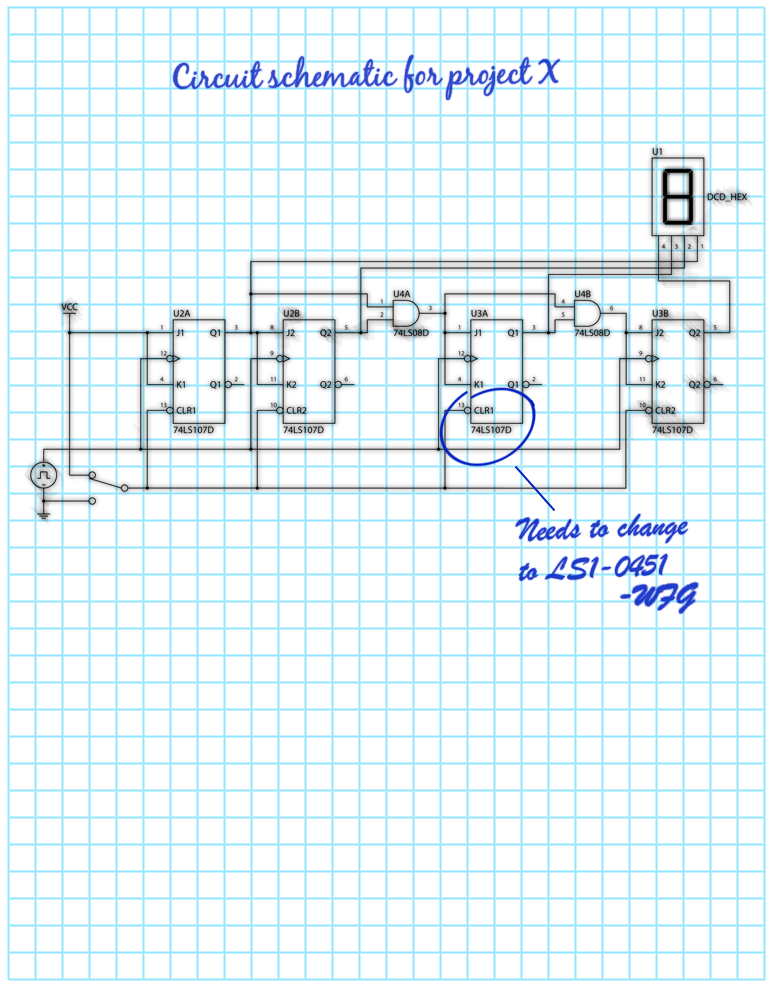 Circuit schematic for project X
U1
DCD_HEX
4 3 2 1
VCC
U2A
U2B
U4A
U3A
U4B
U3B
1 J1 Q1 3
8 J2 Q2 5
1 2 3
74LS08D
1 J1 Q1 3
4 5 6
74LS08D
8 J2 Q2 5
12
9
12
9
4 K1 Q1 2
11 K2 Q2 6
4 K1 Q1 2
11 K2 Q2 6
13 CLR1
10 CLR2
13 CLR1
10 CLR2
74LS107D
74LS107D
74LS107D
74LS107D
Needs to change
to LS1-0451
-WFG